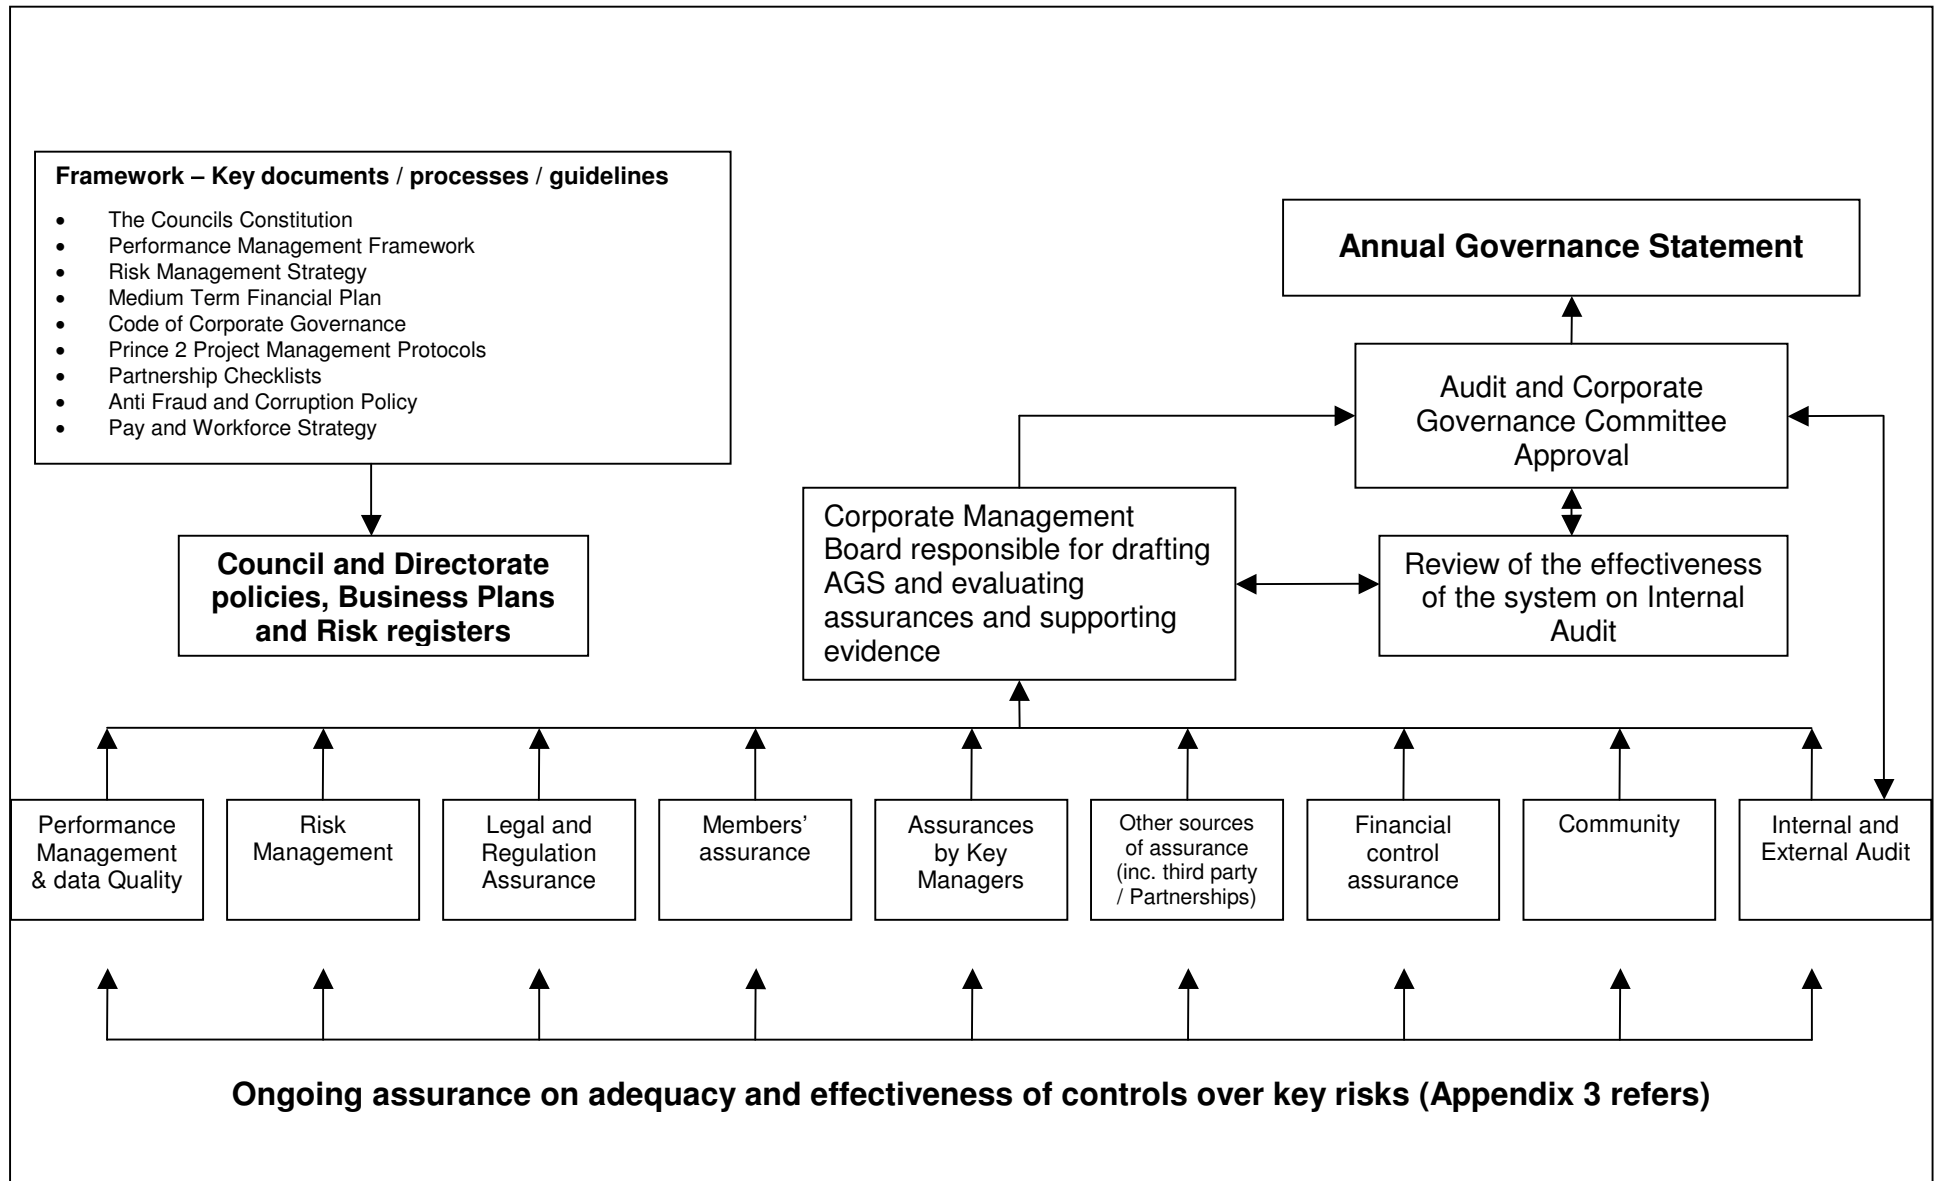 Framework – Key documents / processes / guidelines
• The Councils Constitution
• Performance Management Framework
• Risk Management Strategy
• Medium Term Financial Plan
• Code of Corporate Governance
• Prince 2 Project Management Protocols
• Partnership Checklists
• Anti Fraud and Corruption Policy
• Pay and Workforce Strategy
Council and Directorate
policies, Business Plans
and Risk registers
Annual Governance Statement
Audit and Corporate
Governance Committee
Approval
Corporate Management
Board responsible for drafting
AGS and evaluating
assurances and supporting
evidence
Review of the effectiveness
of the system on Internal
Audit
Performance
Management
& data Quality
Risk
Management
Legal and
Regulation
Assurance
Members’
assurance
Assurances
by Key
Managers
Other sources
of assurance
(inc. third party
/ Partnerships)
Financial
control
assurance
Community
Internal and
External Audit
Ongoing assurance on adequacy and effectiveness of controls over key risks (Appendix 3 refers)